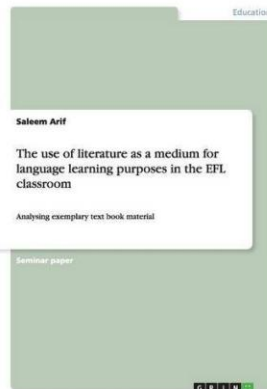 Education
Saleem Arif
The use of literature as a medium for
language learning purposes in the EFL
classroom
Analysing exemplary text book material
Seminar paper
G R I N